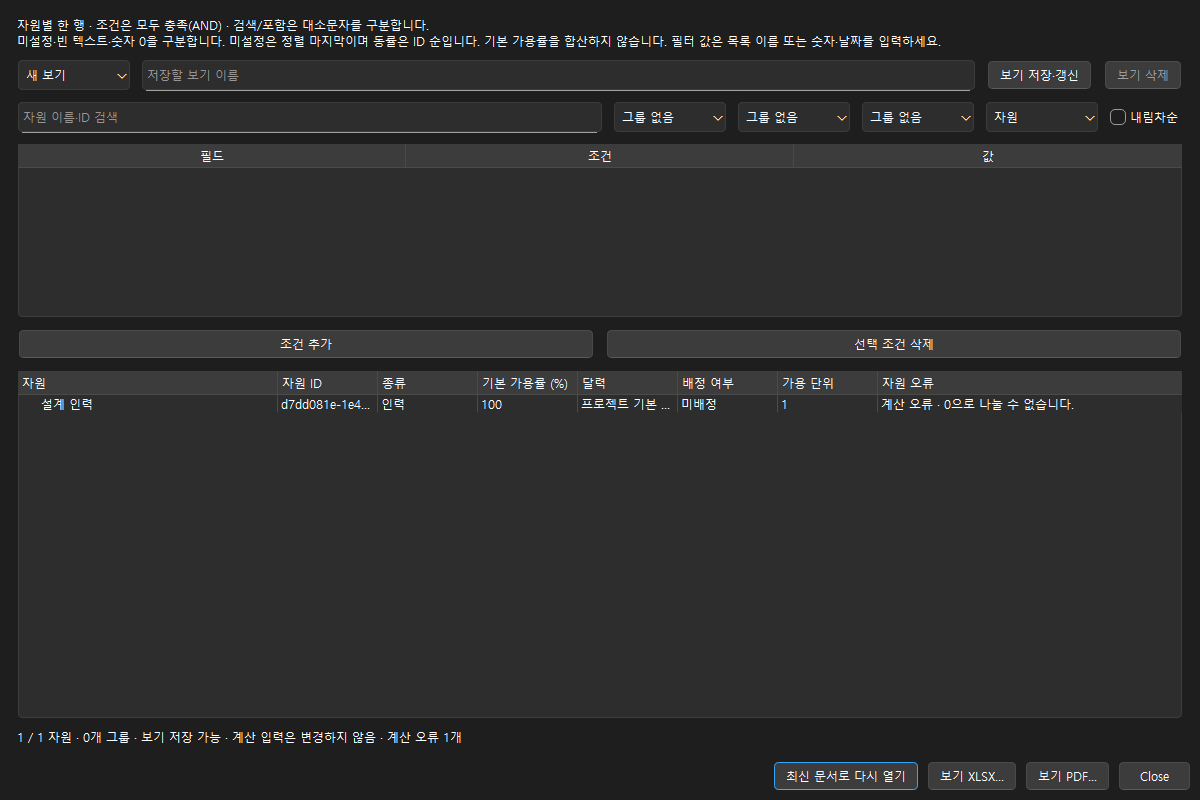 자원별 한 행 · 조건은 모두 충족(AND) · 검색/포함은 대소문자를 구분합니다.
미설정·빈 텍스트·숫자 0을 구분합니다. 미설정은 정렬 마지막이며 동률은 ID 순입니다. 기본 가용률을 합산하지 않습니다. 필터 값은 목록 이름 또는 숫자·날짜를 입력하세요.
새 보기 저장할 보기 이름 보기 저장·갱신 보기 삭제
자원 이름·ID 검색 그룹 없음 그룹 없음 그룹 없음 자원 내림차순
필드 조건 값
조건 추가 선택 조건 삭제
자원 자원 ID 종류 기본 가용률 (%) 달력 배정 여부 가용 단위 자원 오류
설계 인력 d7dd081e-1e4... 인력 100 프로젝트 기본 ... 미배정 1 계산 오류 · 0으로 나눌 수 없습니다.
1 / 1 자원 · 0개 그룹 · 보기 저장 가능 · 계산 입력은 변경하지 않음 · 계산 오류 1개
최신 문서로 다시 열기 보기 XLSX... 보기 PDF... Close